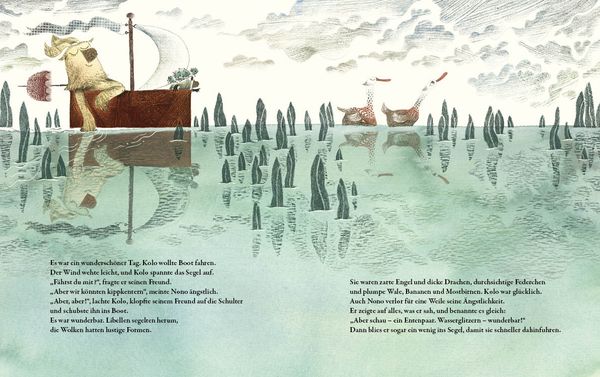 Es war ein wunderschöner Tag. Kolo wollte Boot fahren.
Der Wind wehte leicht, und Kolo spannte das Segel auf.
„Fährst du mit?“, fragte er seinen Freund.
„Aber wir könnten kippkentern“, meinte Nono ängstlich.
„Aber, aber!“, lachte Kolo, klopfte seinem Freund auf die Schulter
und schubste ihn ins Boot.
Es war wunderbar. Libellen segelten herum,
die Wolken hatten lustige Formen.
Sie waren zarte Engel und dicke Drachen, durchsichtige Federchen
und plumpe Wale, Bananen und Mostbirnen. Kolo war glücklich.
Auch Nono verlor für eine Weile seine Ängstlichkeit.
Er zeigte auf alles, was er sah, und benannte es gleich:
„Aber schau – ein Entenpaar. Wasserglitzern – wunderbar!“
Dann blies er sogar ein wenig ins Segel, damit sie schneller dahinfuhren.